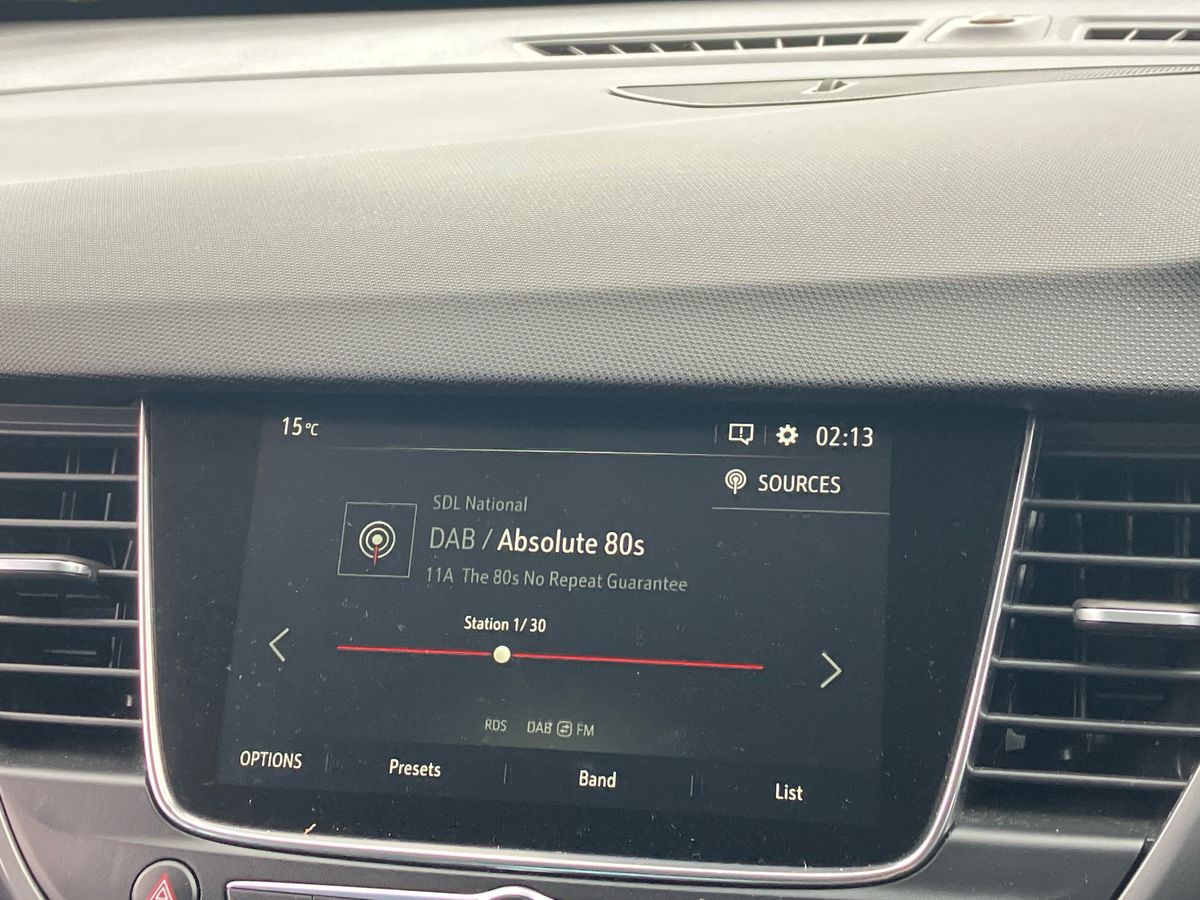 15°C
02:13
SOURCES
SDL National
DAB / Absolute 80s
11A The 80s No Repeat Guarantee
Station 1/30
RDS DAB FM
OPTIONS Presets Band List